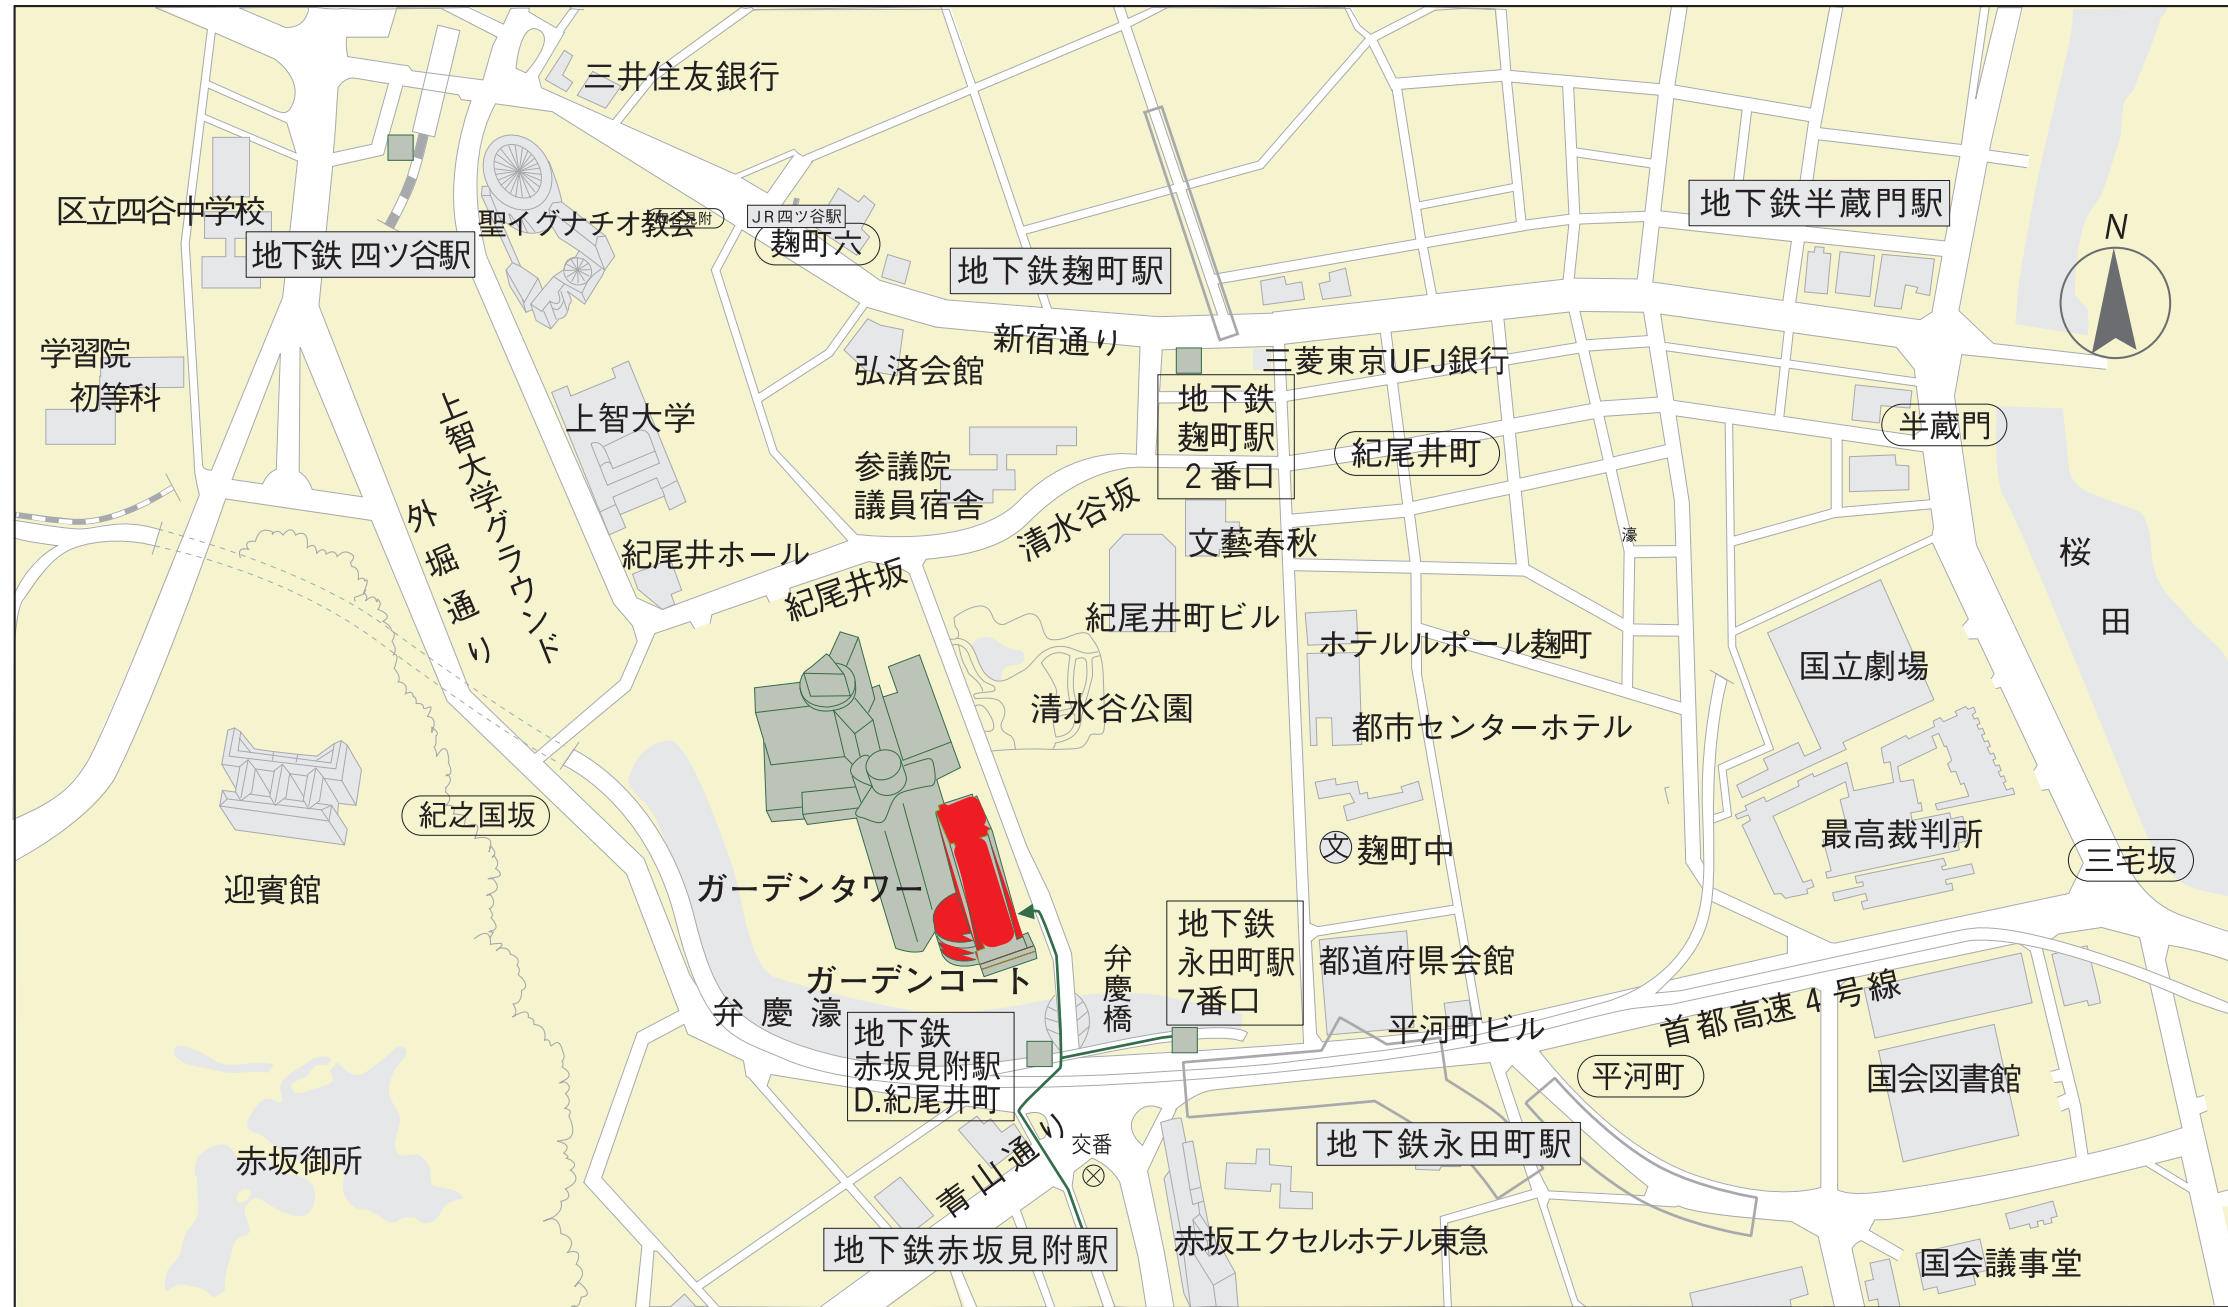 三井住友銀行
区立四谷中学校
地下鉄 四ツ谷駅
聖イグナチオ教会
JR四ツ谷駅
麹町六
地下鉄麹町駅
地下鉄半蔵門駅
N
学習院
初等科
新宿通り
弘済会館
三菱東京UFJ銀行
上智大学
上智大学グラウンド
外堀通り
地下鉄
麹町駅
2番口
紀尾井町
半蔵門
参議院
議員宿舎
清水谷坂
文藝春秋
濠
桜田
紀尾井ホール
紀尾井坂
紀尾井町ビル
ホテルルポール麹町
国立劇場
清水谷公園
都市センターホテル
紀之国坂
迎賓館
文 麹町中
最高裁判所
三宅坂
ガーデンタワー
ガーデンコート
弁慶濠
弁慶橋
地下鉄
永田町駅
7番口
都道府県会館
平河町ビル
首都高速4号線
地下鉄
赤坂見附駅
D.紀尾井町
平河町
国会図書館
青山通り
交番
地下鉄永田町駅
赤坂御所
地下鉄赤坂見附駅
赤坂エクセルホテル東急
国会議事堂